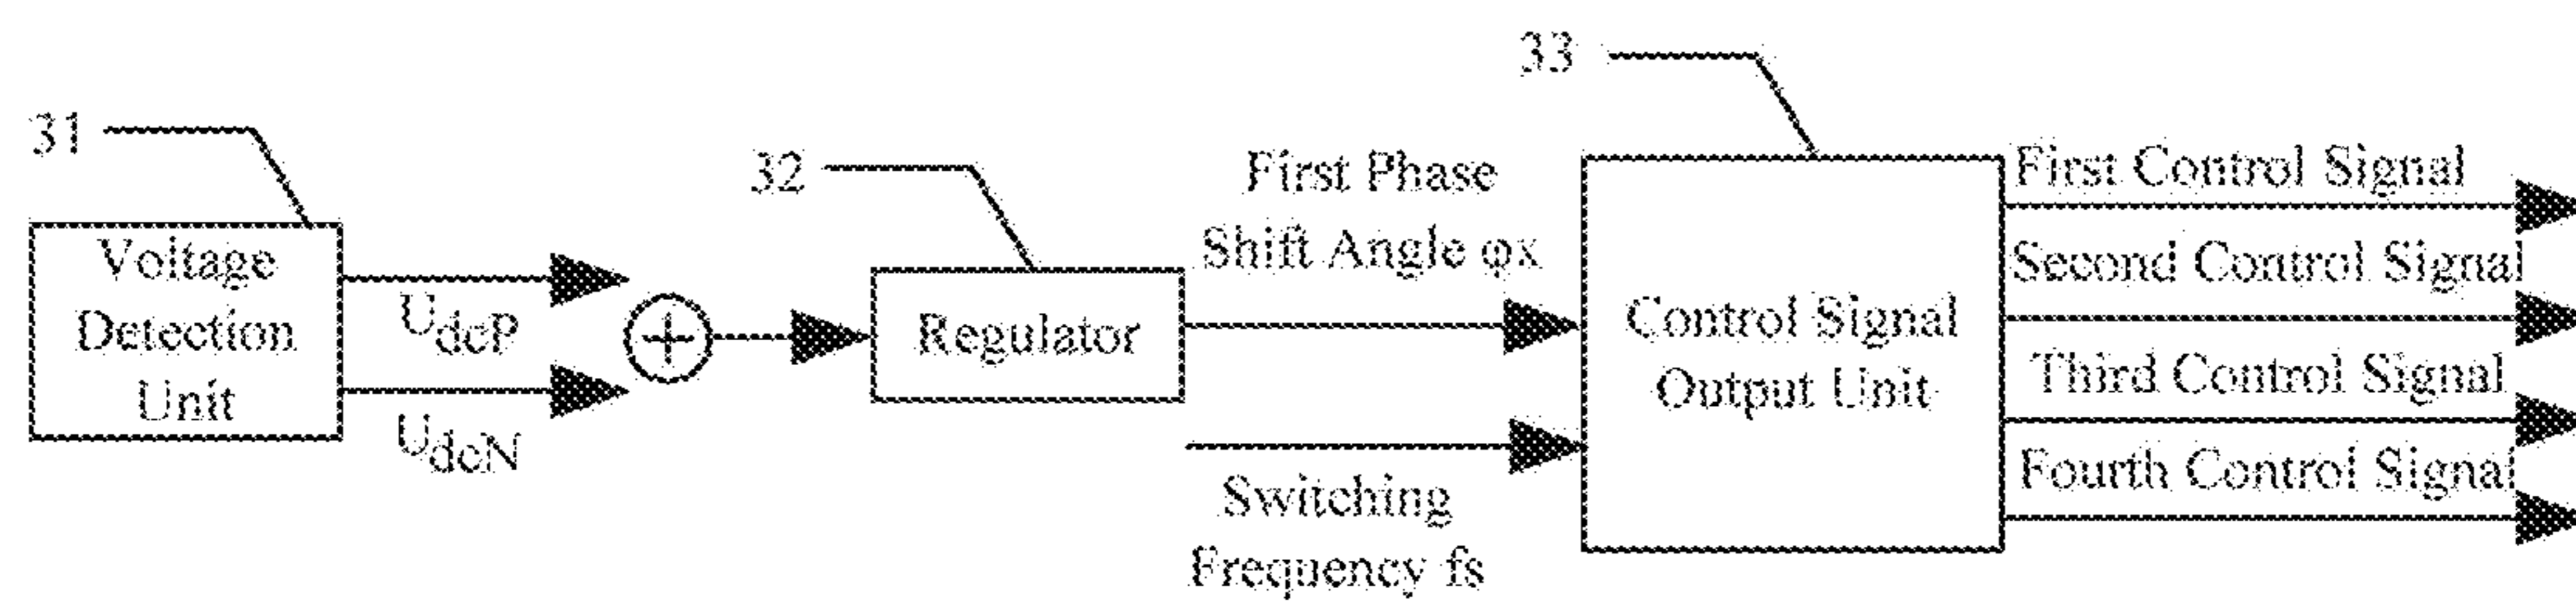 31
Voltage
Detection
Unit
UdcP
UdcN
+
32
Regulator
First Phase
Shift Angle φx
Switching
Frequency fs
33
Control Signal
Output Unit
First Control Signal
Second Control Signal
Third Control Signal
Fourth Control Signal